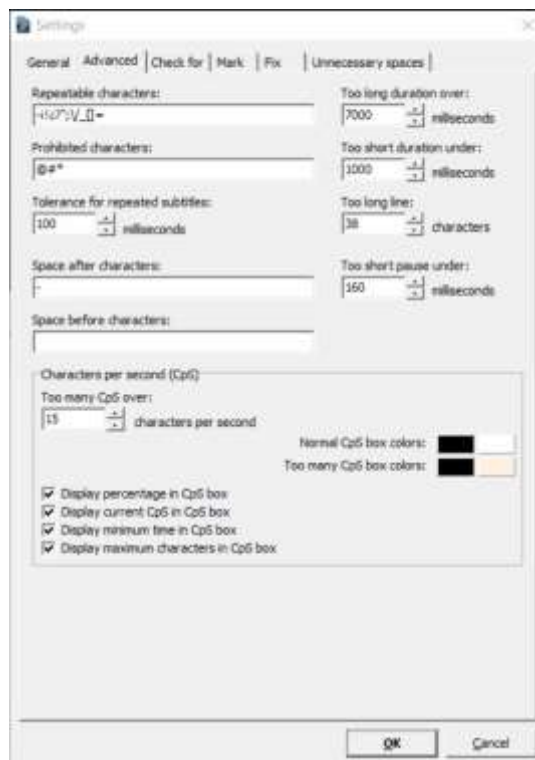 Settings
General Advanced Check for Mark Fix Unnecessary spaces
Repeatable characters:
Too long duration over:
7000 milliseconds
Prohibited characters:
@#*
Too short duration under:
1000 milliseconds
Tolerance for repeated subtitles:
100 milliseconds
Too long line:
38 characters
Space after characters:
-
Too short pause under:
160 milliseconds
Space before characters:
Characters per second (CpS)
Too many CpS over:
15 characters per second
Normal CpS box colors:
Too many CpS box colors:
Display percentage in CpS box
Display current CpS in CpS box
Display minimum time in CpS box
Display maximum characters in CpS box
OK Cancel